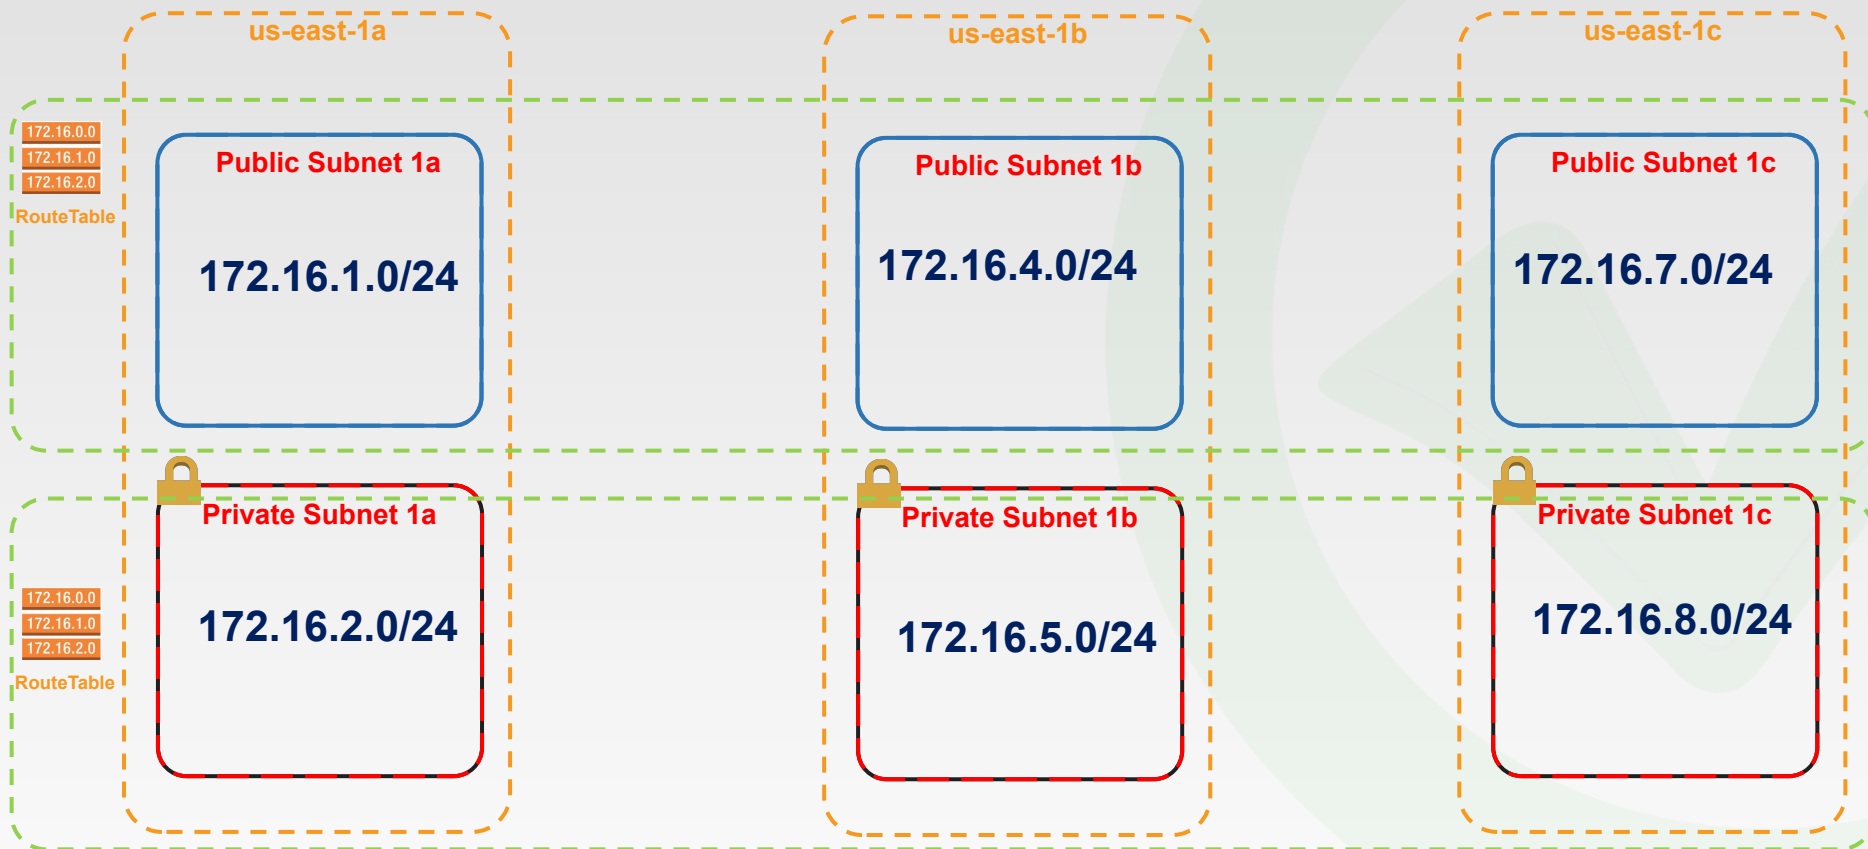 us-east-1a
us-east-1b
us-east-1c
172.16.0.0
172.16.1.0
172.16.2.0
RouteTable
Public Subnet 1a
172.16.1.0/24
Public Subnet 1b
172.16.4.0/24
Public Subnet 1c
172.16.7.0/24
172.16.0.0
172.16.1.0
172.16.2.0
RouteTable
Private Subnet 1a
172.16.2.0/24
Private Subnet 1b
172.16.5.0/24
Private Subnet 1c
172.16.8.0/24